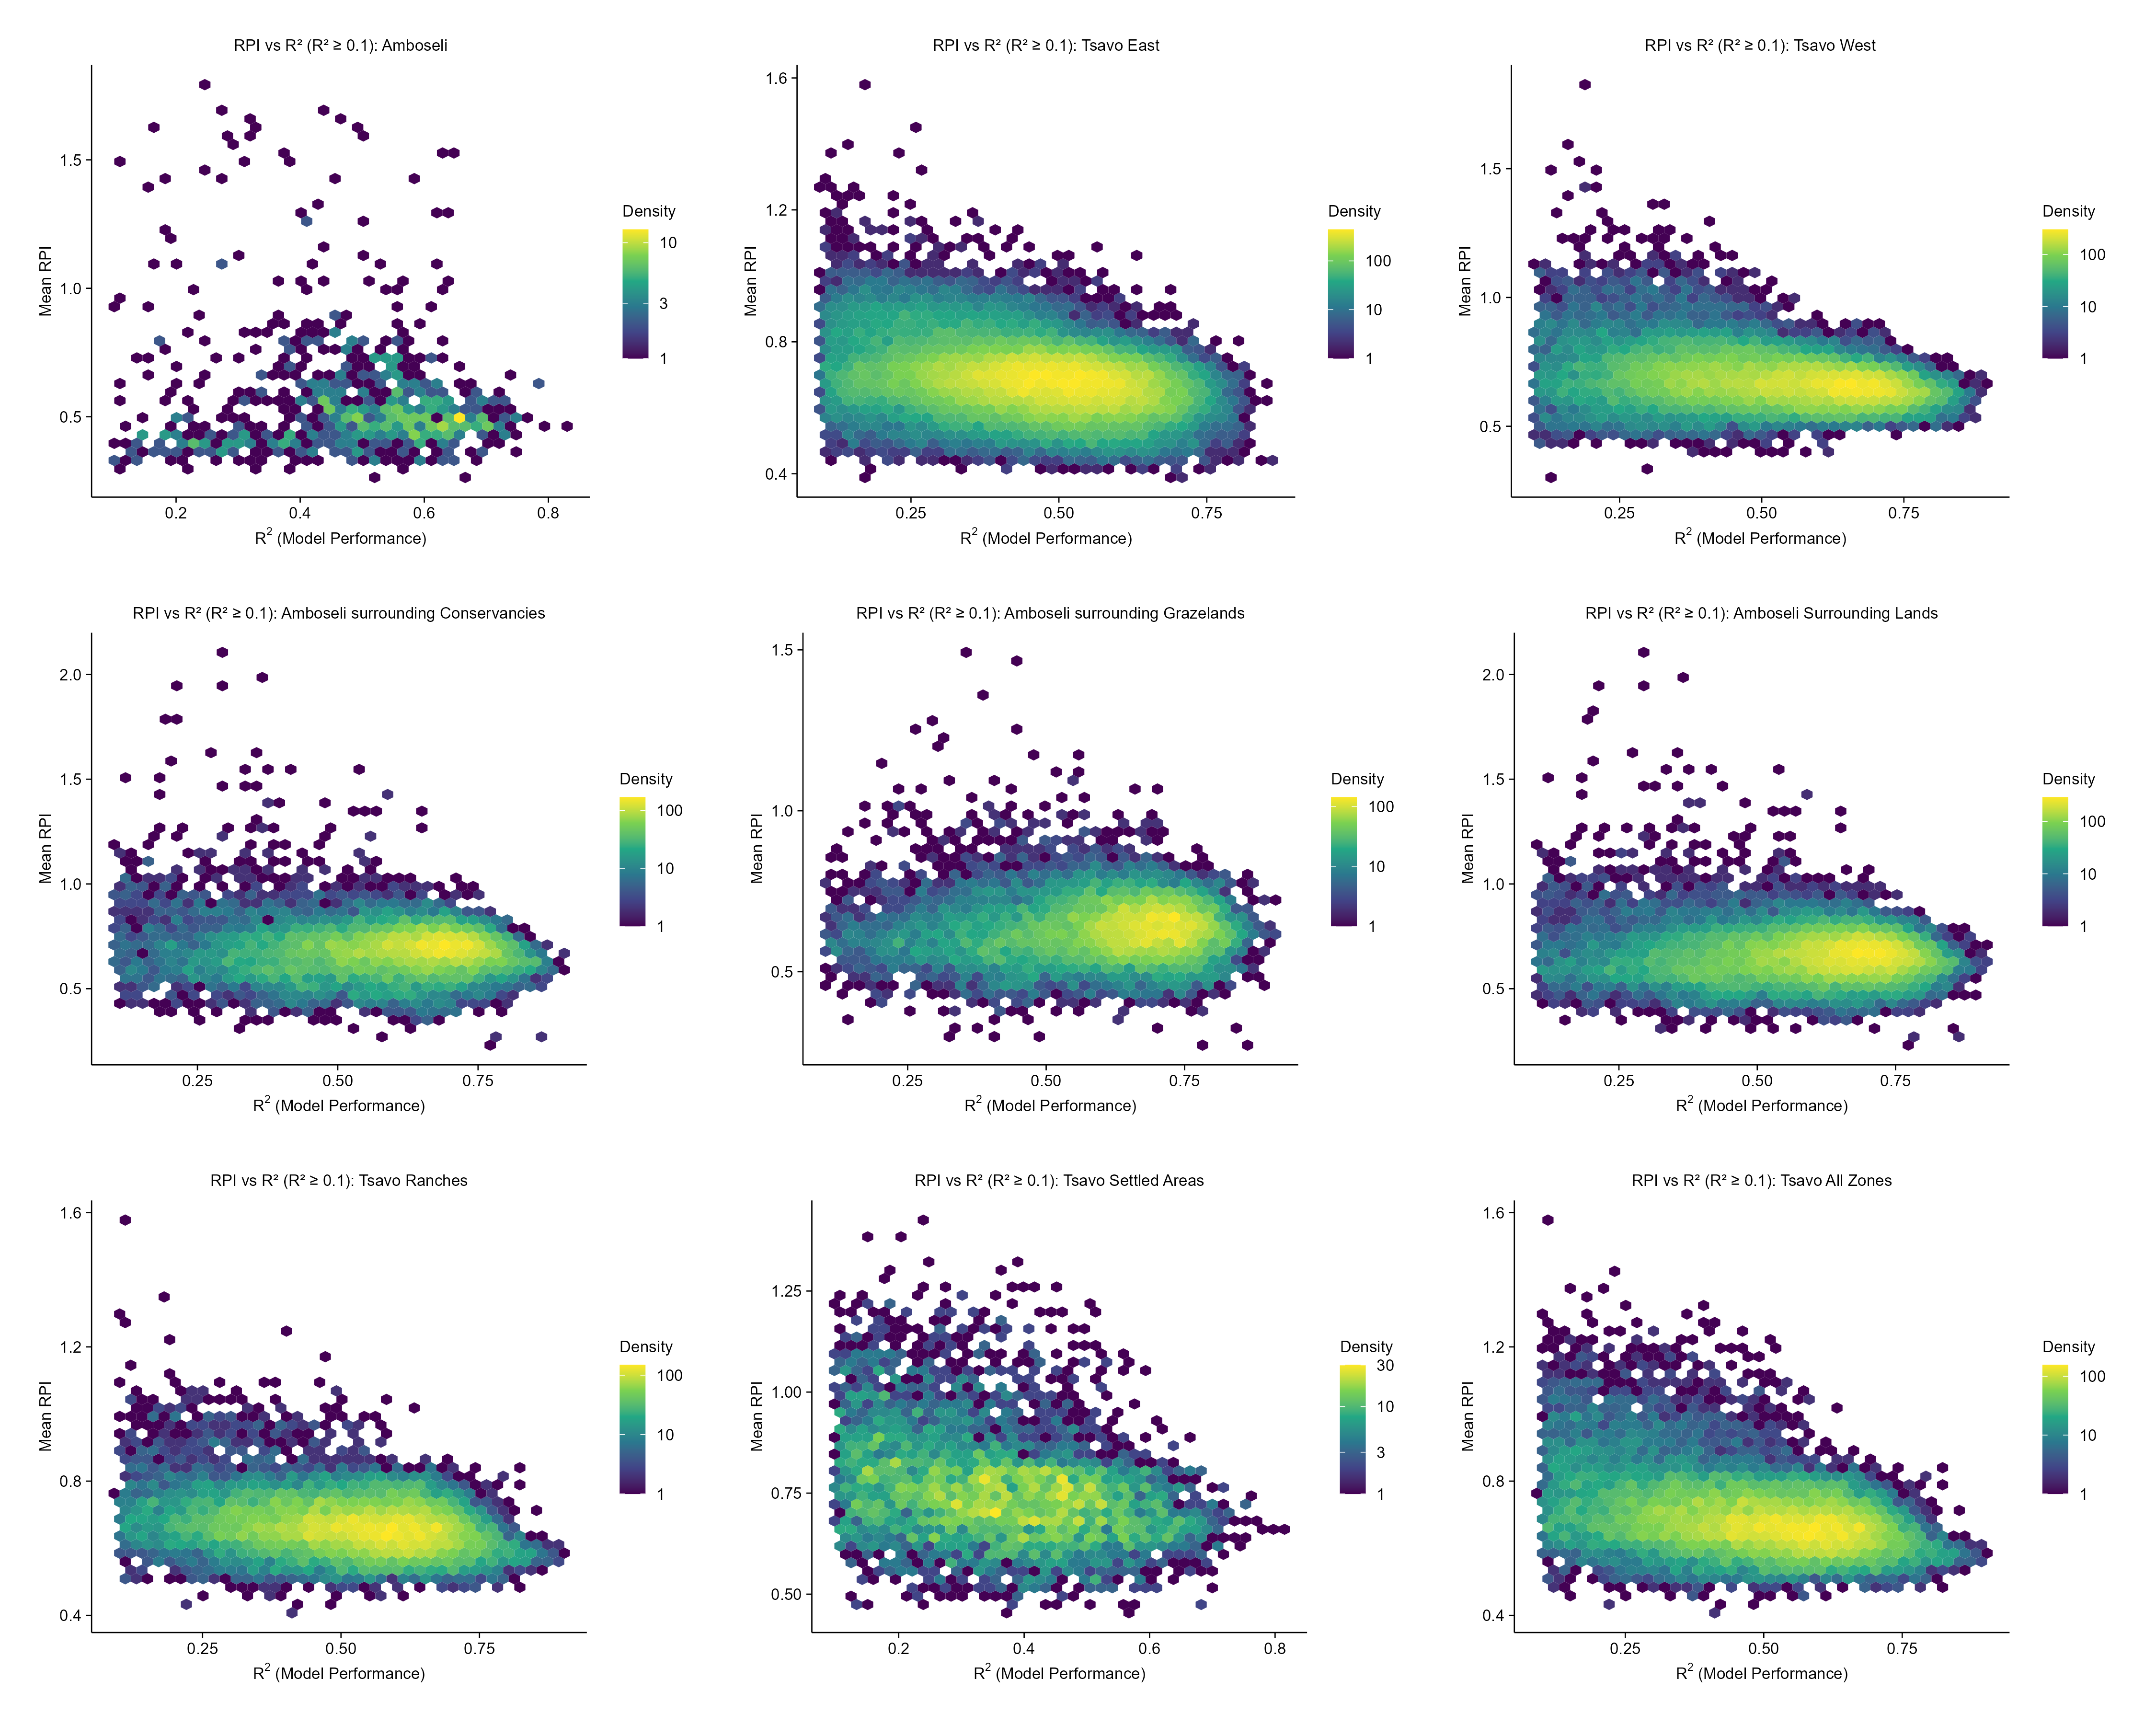 RPI vs R² (R² ≥ 0.1): Amboseli
Mean RPI
1.5
1.0
0.5
0.2 0.4 0.6 0.8
R² (Model Performance)
Density
10
3
1
RPI vs R² (R² ≥ 0.1): Tsavo East
Mean RPI
1.6
1.2
0.8
0.4
0.25 0.50 0.75
R² (Model Performance)
Density
100
10
1
RPI vs R² (R² ≥ 0.1): Tsavo West
Mean RPI
1.5
1.0
0.5
0.25 0.50 0.75
R² (Model Performance)
Density
100
10
1
RPI vs R² (R² ≥ 0.1): Amboseli surrounding Conservancies
Mean RPI
2.0
1.5
1.0
0.5
0.25 0.50 0.75
R² (Model Performance)
Density
100
10
1
RPI vs R² (R² ≥ 0.1): Amboseli surrounding Grazelands
Mean RPI
1.5
1.0
0.5
0.25 0.50 0.75
R² (Model Performance)
Density
100
10
1
RPI vs R² (R² ≥ 0.1): Amboseli Surrounding Lands
Mean RPI
2.0
1.5
1.0
0.5
0.25 0.50 0.75
R² (Model Performance)
Density
100
10
1
RPI vs R² (R² ≥ 0.1): Tsavo Ranches
Mean RPI
1.6
1.2
0.8
0.4
0.25 0.50 0.75
R² (Model Performance)
Density
100
10
1
RPI vs R² (R² ≥ 0.1): Tsavo Settled Areas
Mean RPI
1.25
1.00
0.75
0.50
0.2 0.4 0.6 0.8
R² (Model Performance)
Density
30
10
3
1
RPI vs R² (R² ≥ 0.1): Tsavo All Zones
Mean RPI
1.6
1.2
0.8
0.4
0.25 0.50 0.75
R² (Model Performance)
Density
100
10
1